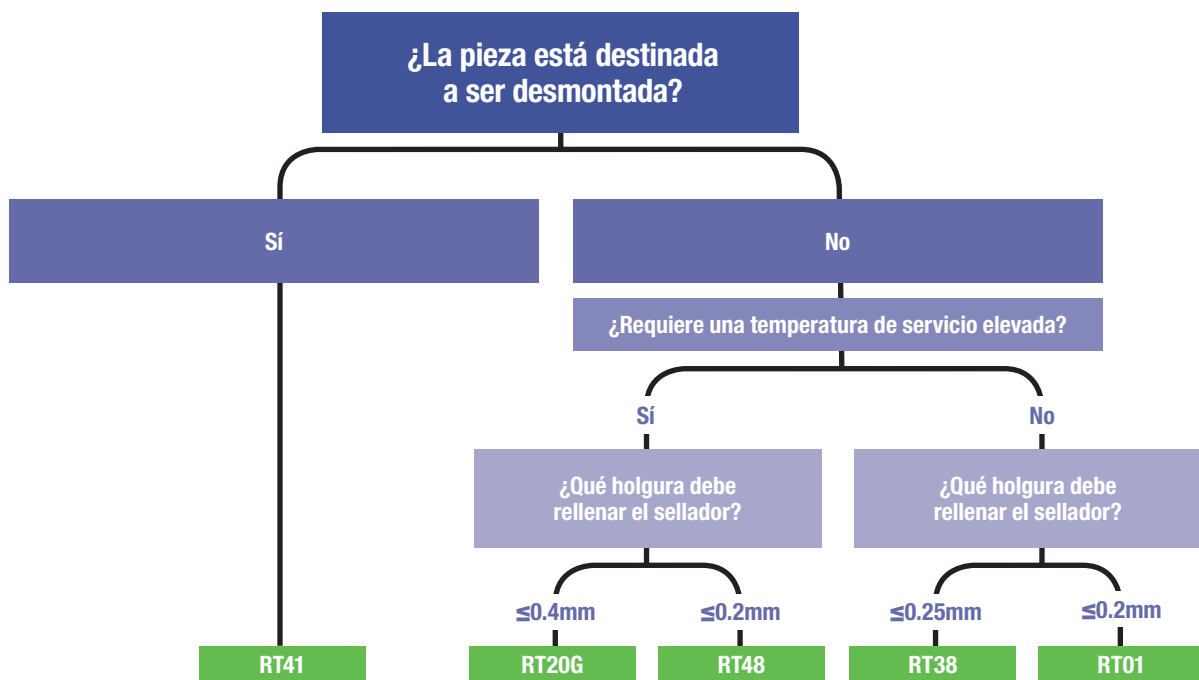 ¿La pieza está destinada
a ser desmontada?
Sí
No
¿Requiere una temperatura de servicio elevada?
Sí
No
¿Qué holgura debe
rellenar el sellador?
¿Qué holgura debe
rellenar el sellador?
≦0.4mm
≦0.2mm
≦0.25mm
≦0.2mm
RT41
RT20G
RT48
RT38
RT01